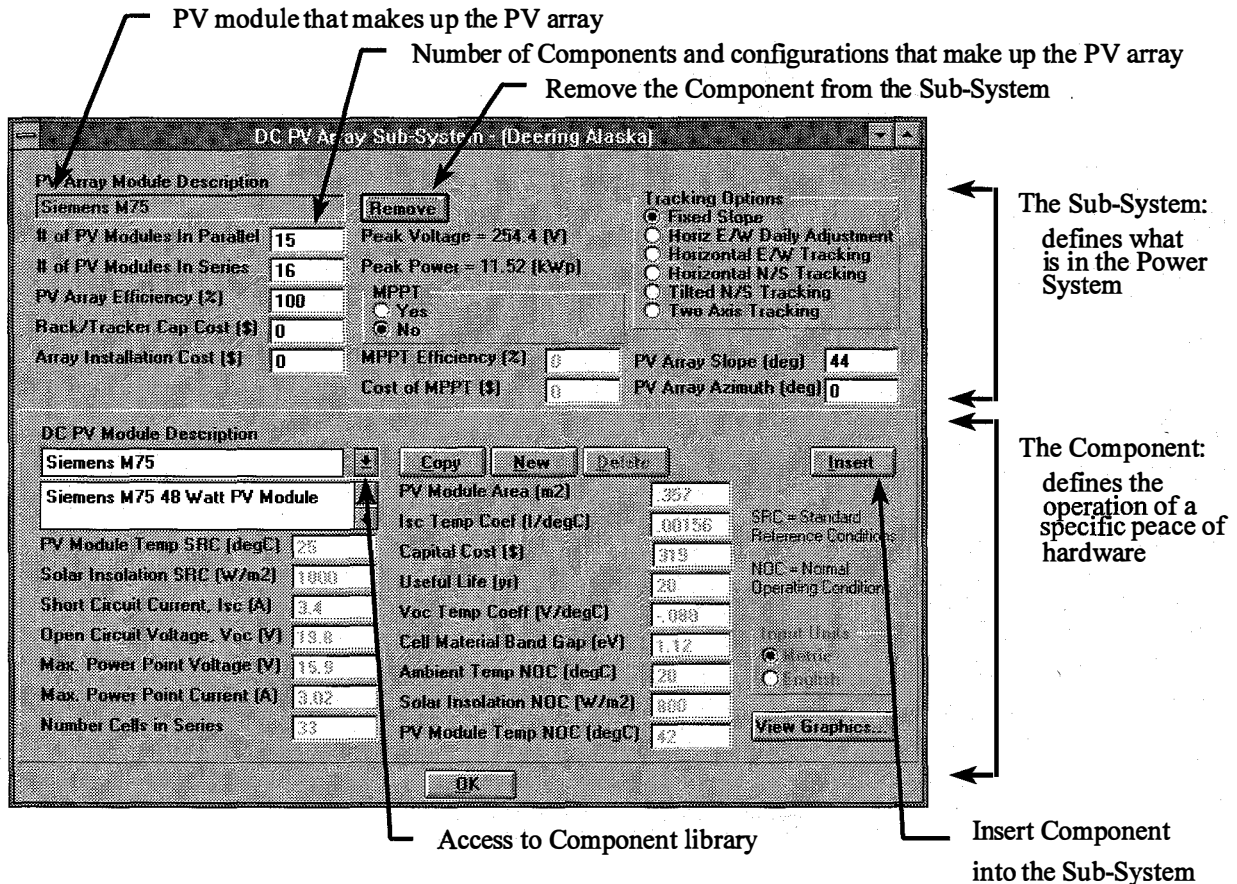 PV module that makes up the PV array
Number of Components and configurations that make up the PV array
Remove the Component from the Sub-System
DC PV Array Sub-System - (Deering Alaska)
PV Array Module Description
Siemens M75
Remove
# of PV Modules In Parallel 15
Peak Voltage = 254.4 (V)
# of PV Modules In Series 16
Peak Power = 11.52 (kWp)
PV Array Efficiency (%) 100
MPPT
Yes
No
Rack/Tracker Cap Cost ($) 0
Array Installation Cost ($) 0
MPPT Efficiency (%) 0
Cost of MPPT ($) 0
Tracking Options
Fixed Slope
Horiz E/W Daily Adjustment
Horizontal E/W Tracking
Horizontal N/S Tracking
Tilted N/S Tracking
Two Axis Tracking
PV Array Slope (deg) 44
PV Array Azimuth (deg) 0
The Sub-System:
defines what
is in the Power
System
DC PV Module Description
Siemens M75
Copy New Delete Insert
Siemens M75 48 Watt PV Module
PV Module Temp SRC (degC) 25
Solar Insolation SRC (W/m2) 1000
Short Circuit Current, Isc (A) 3.4
Open Circuit Voltage, Voc (V) 19.8
Max. Power Point Voltage (V) 15.9
Max. Power Point Current (A) 3.02
Number Cells in Series 33
PV Module Area (m2) .357
Isc Temp Coef (I/degC) .00156
Capital Cost ($) 319
Useful Life (yr) 20
Voc Temp Coeff (V/degC) -.088
Cell Material Band Gap (eV) 1.12
Ambient Temp NOC (degC) 20
Solar Insolation NOC (W/m2) 800
PV Module Temp NOC (degC) 42
SRC = Standard
Reference Conditions
NOC = Normal
Operating Conditions
Input Units
Metric
English
View Graphics...
OK
The Component:
defines the
operation of a
specific peace of
hardware
Access to Component library
Insert Component
into the Sub-System